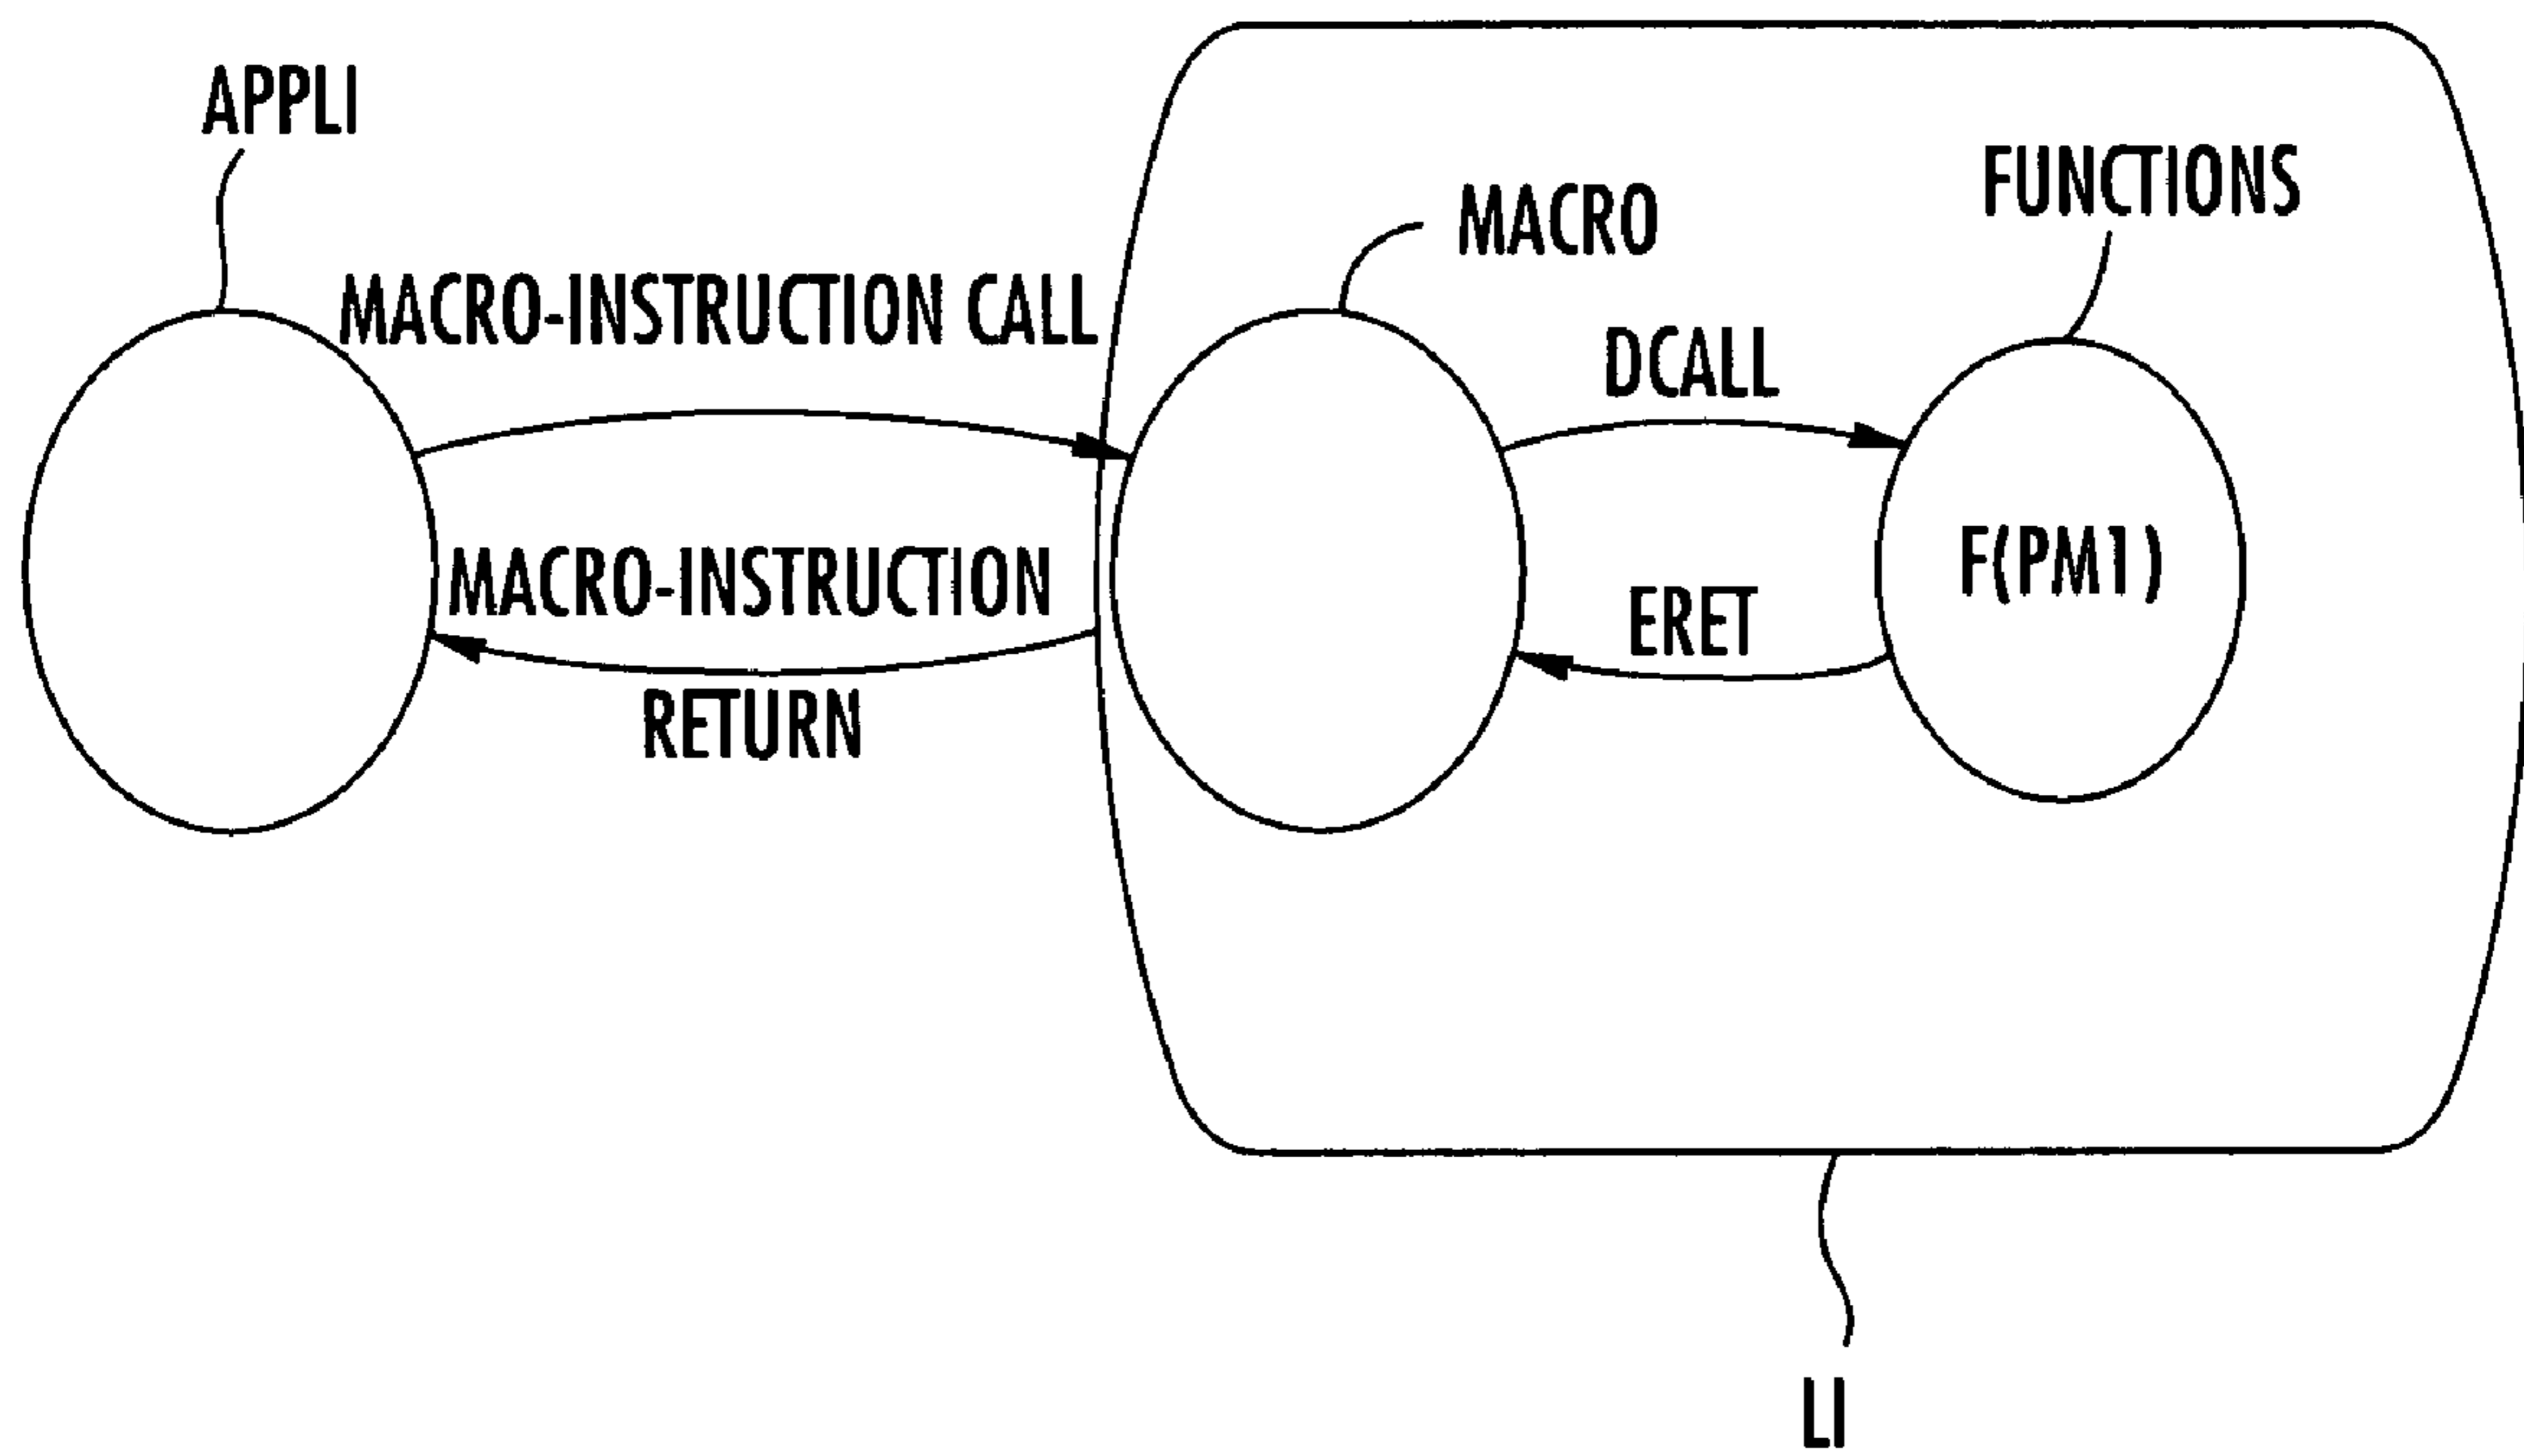 APPLI
MACRO
FUNCTIONS
MACRO-INSTRUCTION CALL
DCALL
F(PM1)
MACRO-INSTRUCTION
RETURN
ERET
LI